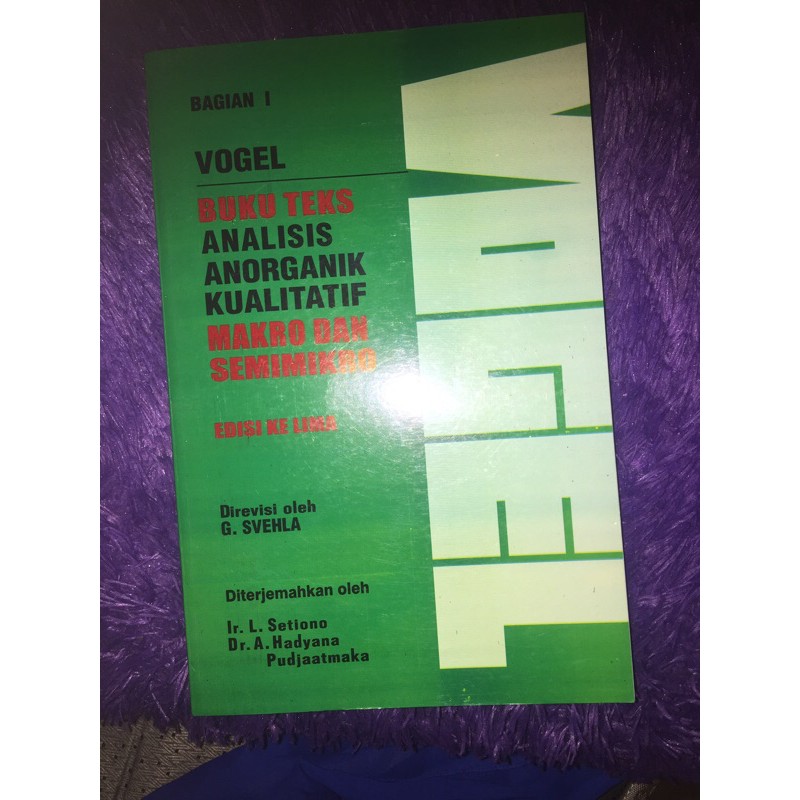 BAGIAN I
VOGEL
BUKU TEKS
ANALISIS
ANORGANIK
KUALITATIF
MAKRO DAN
SEMIMIKRO
EDISI KE LIMA
Direvisi oleh
G. SVEHLA
Diterjemahkan oleh
Ir. L. Setiono
Dr. A. Hadyana
Pudjaatmaka
VOGEL